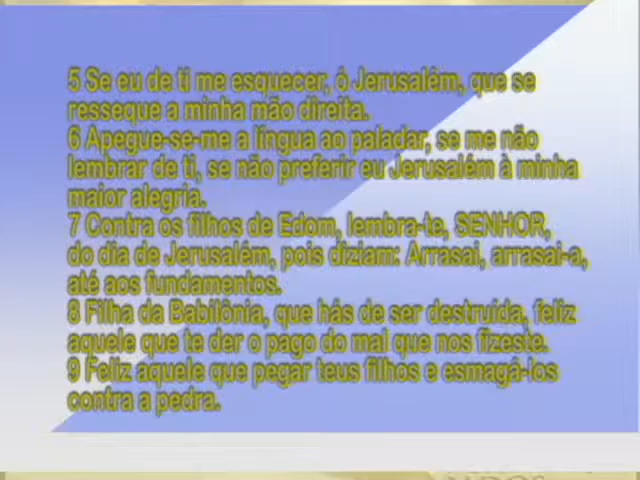 5 Se eu de ti me esquecer, ó Jerusalém, que se
resseque a minha mão direita.
6 Apegue-se-me a língua ao paladar, se me não
lembrar de ti, se não preferir eu Jerusalém à minha
maior alegria.
7 Contra os filhos de Edom, lembra-te, SENHOR,
do dia de Jerusalém, pois diziam: Arrasai, arrasai-a,
até aos fundamentos.
8 Filha da Babilônia, que hás de ser destruída, feliz
aquele que te der o pago do mal que nos fizeste.
9 Feliz aquele que pegar teus filhos e esmagá-los
contra a pedra.